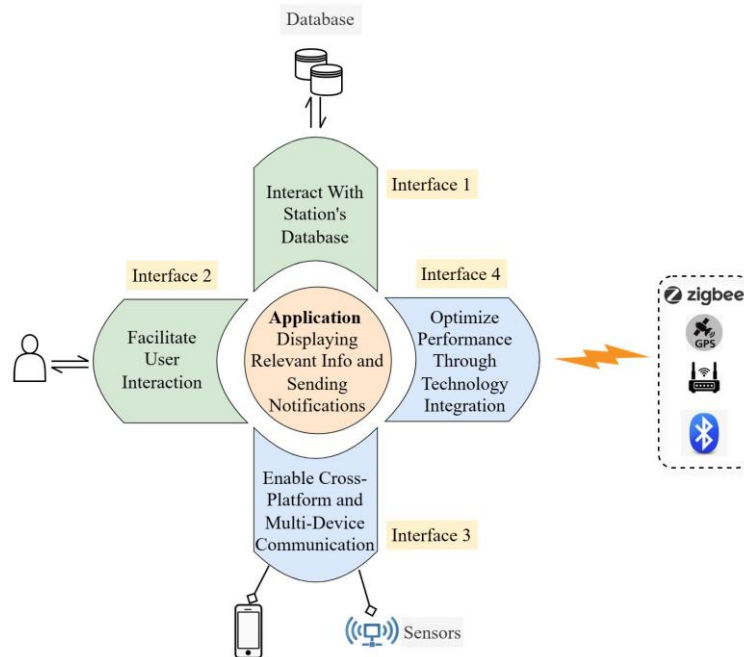 Database
Interact With
Station's
Database
Interface 1
Interface 2
Interface 4
Facilitate
User
Interaction
Application
Displaying
Relevant Info and
Sending
Notifications
Optimize
Performance
Through
Technology
Integration
zigbee
GPS
Enable Cross-
Platform and
Multi-Device
Communication
Interface 3
Sensors